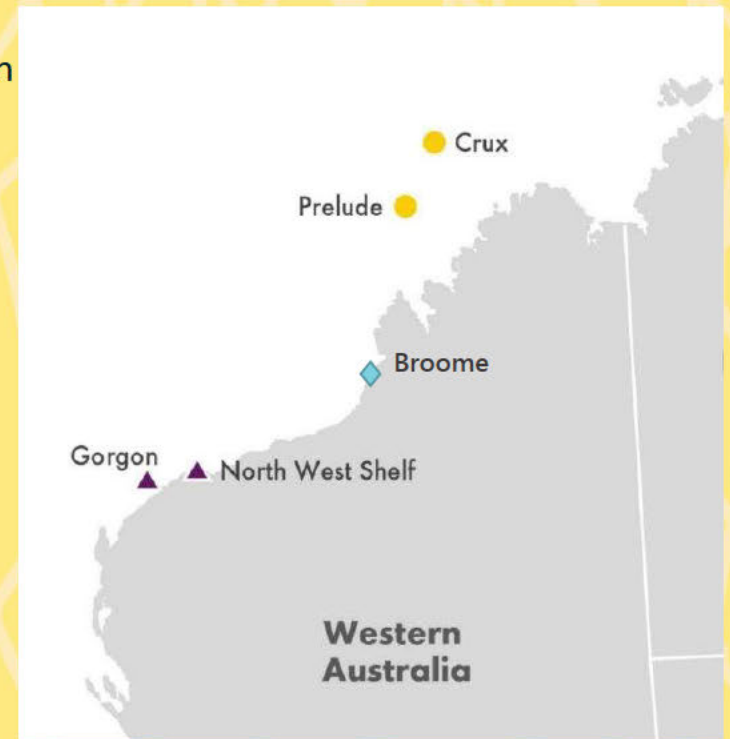 n
Crux
Prelude
Broome
Gorgon
North West Shelf
Western
Australia